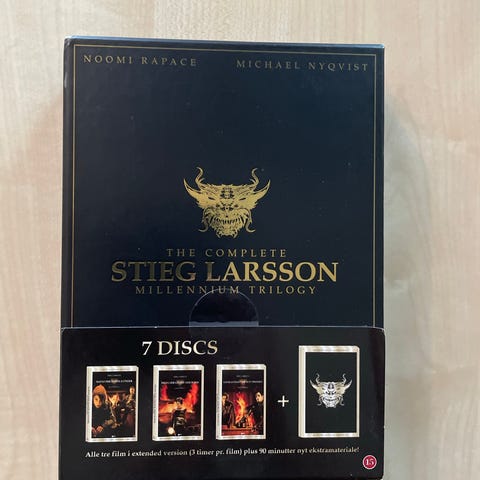 NOOMI RAPACE MICHAEL NYQVIST
THE COMPLETE
STIEG LARSSON
MILLENNIUM TRILOGY
7 DISCS
+
Alle tre film i extended version (3 timer pr. film) plus 90 minutter nyt ekstramateriale!
15